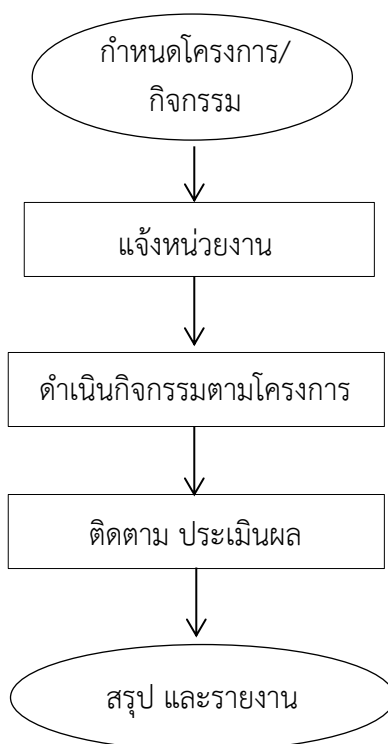 กำหนดโครงการ/
กิจกรรม
แจ้งหน่วยงาน
ดำเนินกิจกรรมตามโครงการ
ติดตาม ประเมินผล
สรุป และรายงาน